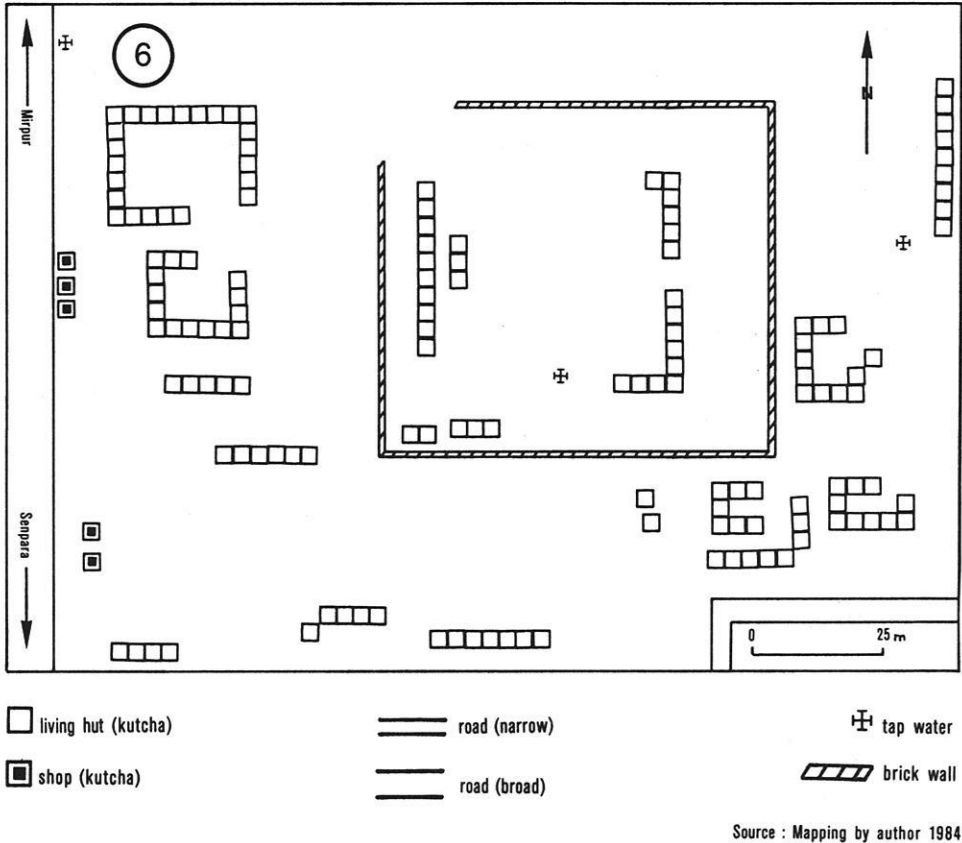 6
N
Mirpur
Senpara
0 25 m
living hut (kutcha)
road (narrow)
tap water
shop (kutcha)
road (broad)
brick wall
Source : Mapping by author 1984